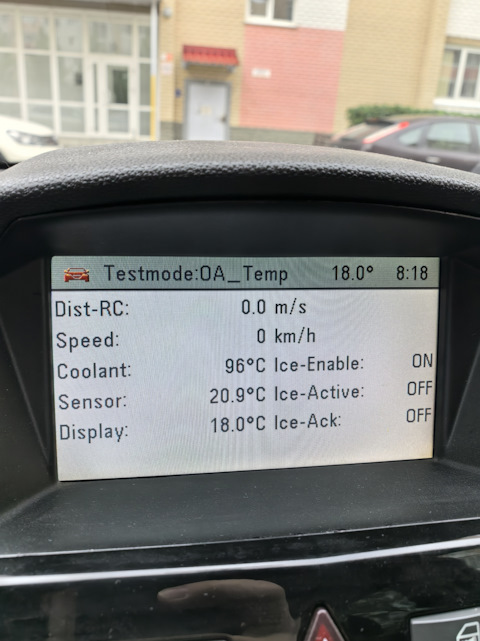 Testmode:OA_Temp 18.0° 8:18
Dist-RC: 0.0 m/s
Speed: 0 km/h
Coolant: 96°C Ice-Enable: ON
Sensor: 20.9°C Ice-Active: OFF
Display: 18.0°C Ice-Ack: OFF